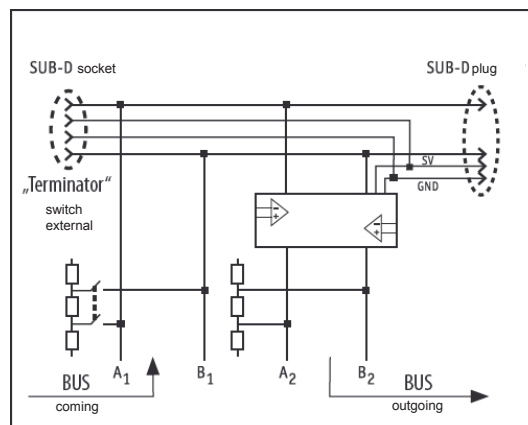 SUB-D socket
SUB-D plug
SV
GND
„Terminator“
switch
external
A1
B1
A2
B2
BUS
coming
BUS
outgoing